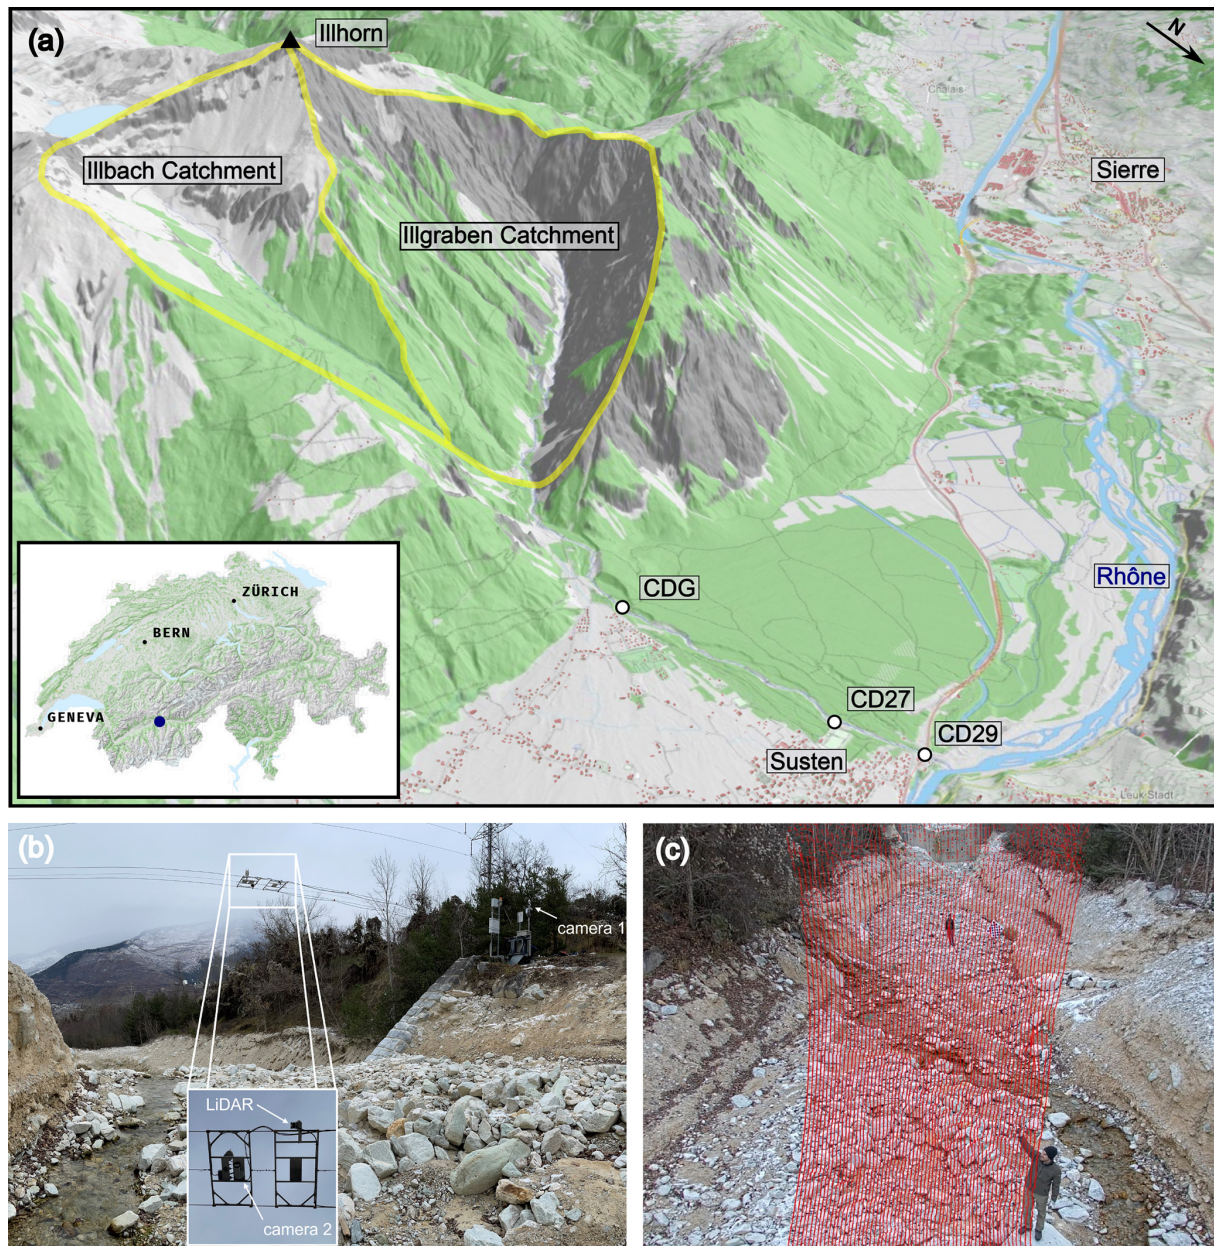 (a)
Illhorn
N
Chalais
Sierre
Illbach Catchment
Illgraben Catchment
Rhône
CDG
CD27
CD29
Susten
Leuk Stadt
ZÜRICH
BERN
GENEVA
(b)
camera 1
LiDAR
camera 2
(c)